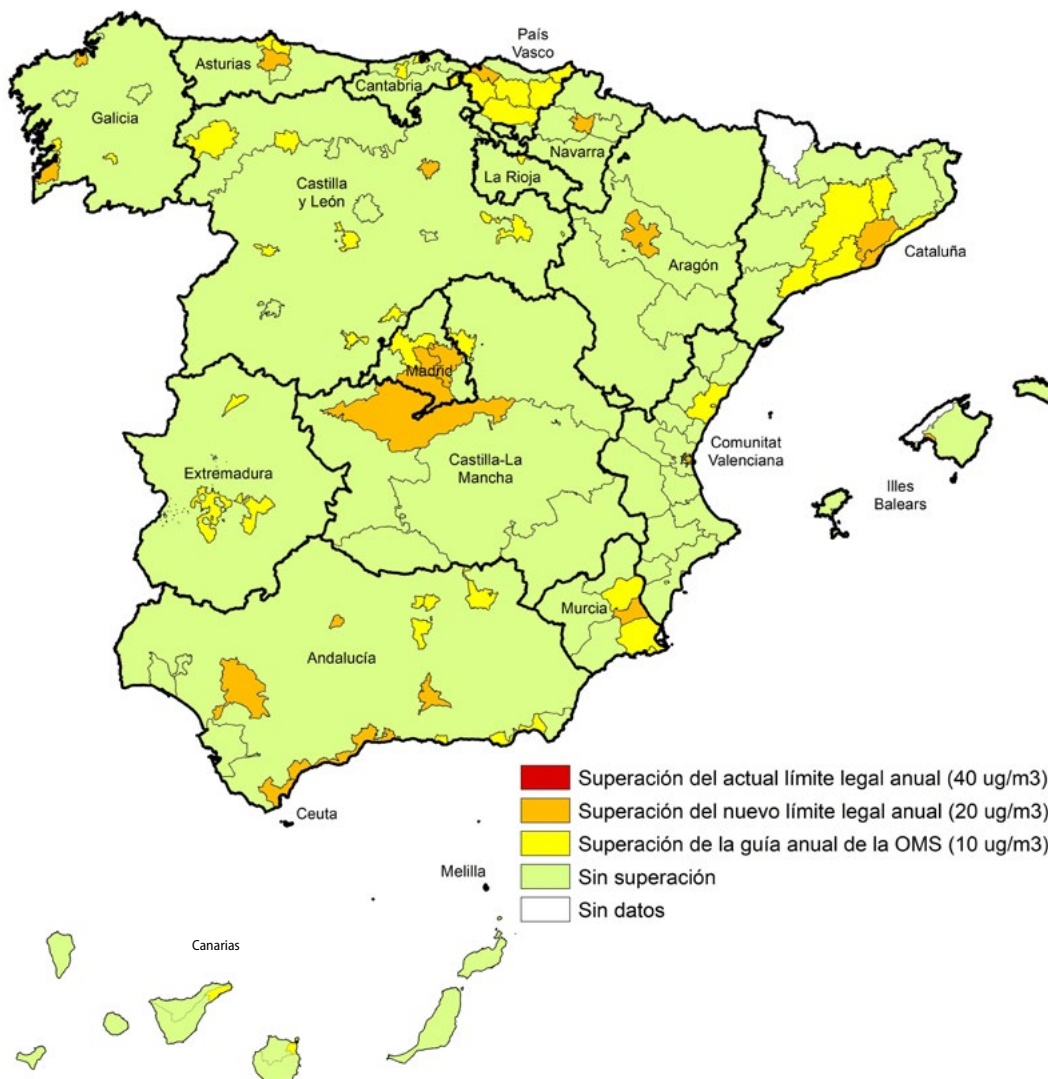 País
Vasco
Asturias
Cantabria
Galicia
Navarra
La Rioja
Castilla
y León
Cataluña
Aragón
Madrid
Comunitat
Valenciana
Castilla-La
Mancha
Extremadura
Illes
Balears
Murcia
Andalucía
Superación del actual límite legal anual (40 ug/m3)
Superación del nuevo límite legal anual (20 ug/m3)
Ceuta
Superación de la guía anual de la OMS (10 ug/m3)
Melilla
Sin superación
Sin datos
Canarias